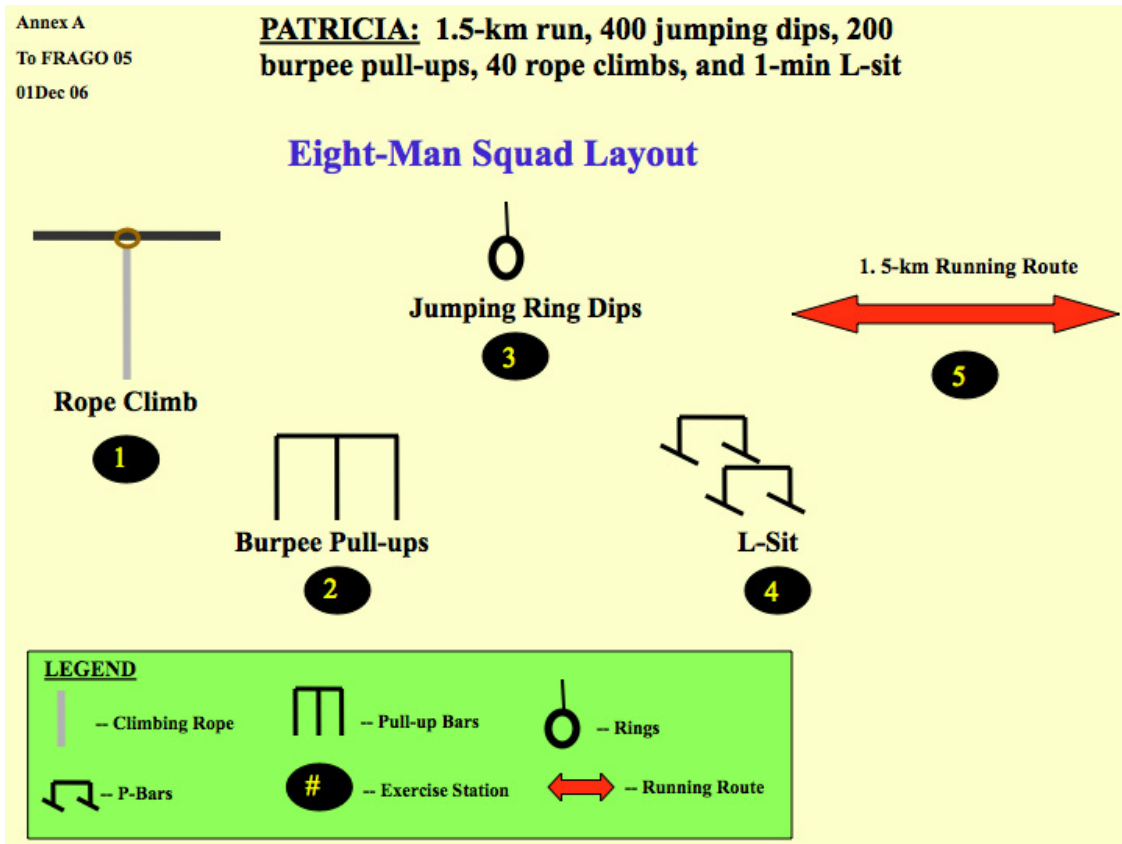 Annex A
To FRAGO 05
01Dec 06
PATRICIA: 1.5-km run, 400 jumping dips, 200
burpee pull-ups, 40 rope climbs, and 1-min L-sit
Eight-Man Squad Layout
1. 5-km Running Route
Jumping Ring Dips
3
5
Rope Climb
1
Burpee Pull-ups
2
L-Sit
4
LEGEND
-- Climbing Rope
-- Pull-up Bars
-- Rings
-- P-Bars
#
-- Exercise Station
-- Running Route